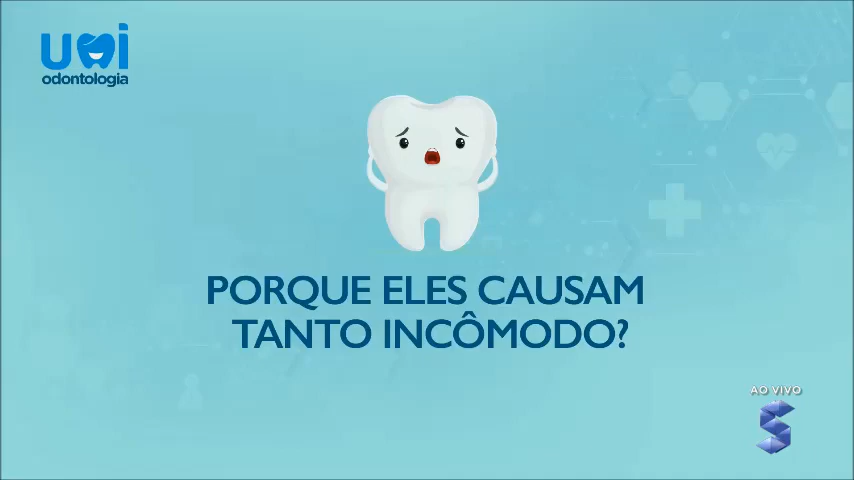 UNI
odontologia
PORQUE ELES CAUSAM
TANTO INCÔMODO?
AO VIVO